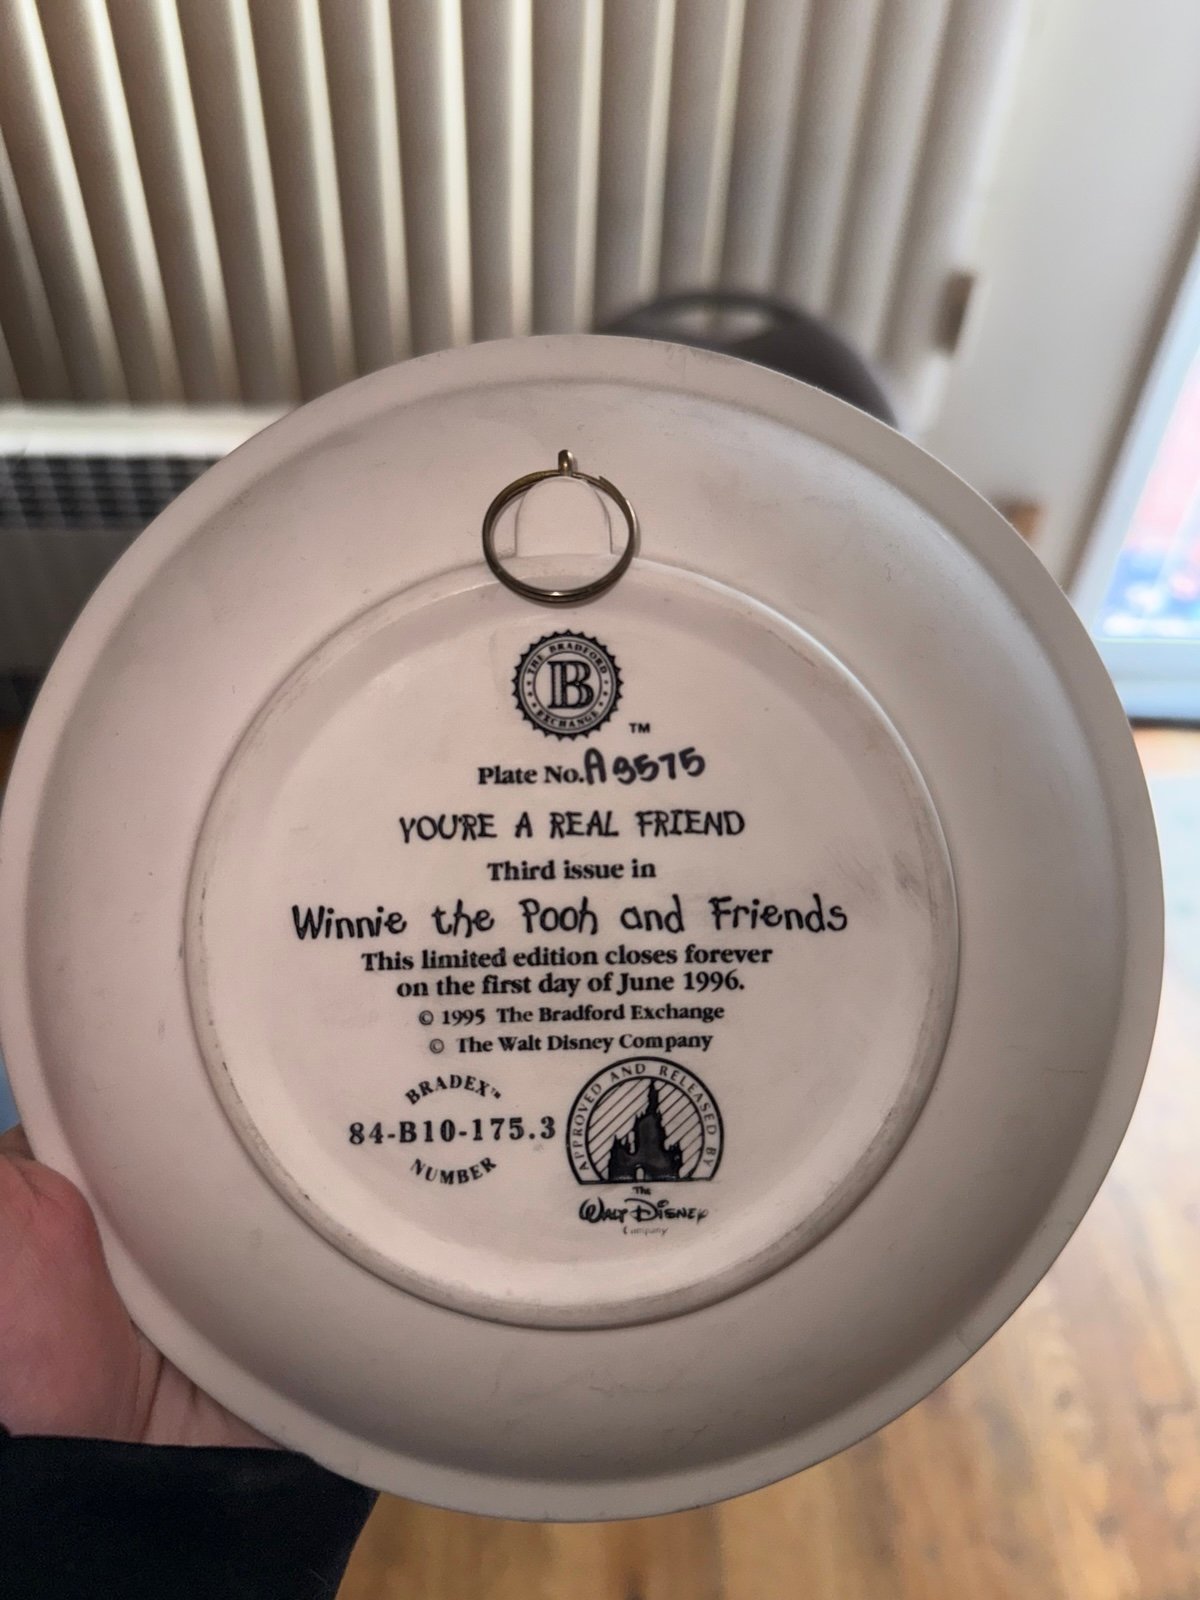 THE BRADFORD
B
EXCHANGE
TM
Plate No. A9575
YOU'RE A REAL FRIEND
Third issue in
Winnie the Pooh and Friends
This limited edition closes forever
on the first day of June 1996.
© 1995 The Bradford Exchange
© The Walt Disney Company
BRADEX™
84-B10-175.3
NUMBER
APPROVED AND RELEASED BY
The
Walt Disney
Company